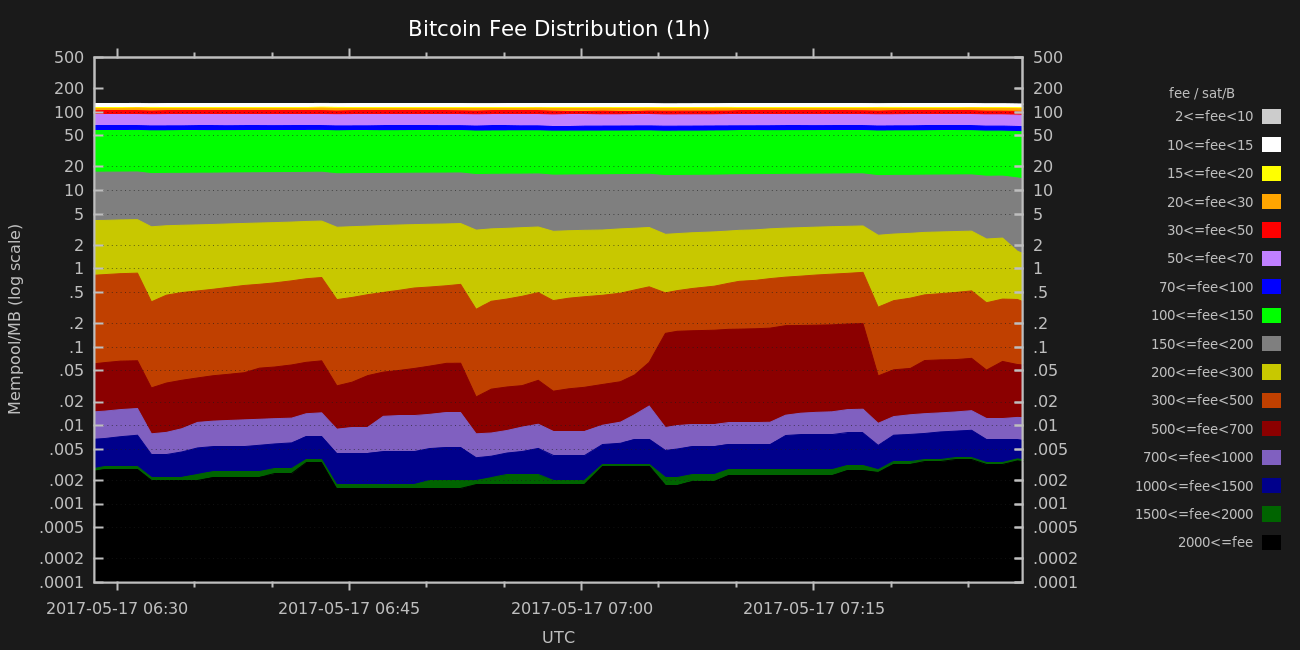 Bitcoin Fee Distribution (1h)
500
200
100
50
20
10
5
2
1
.5
.2
.1
.05
.02
.01
.005
.002
.001
.0005
.0002
.0001
Mempool/MB (log scale)
500
200
100
50
20
10
5
2
1
.5
.2
.1
.05
.02
.01
.005
.002
.001
.0005
.0002
.0001
2017-05-17 06:30
2017-05-17 06:45
2017-05-17 07:00
2017-05-17 07:15
UTC
fee / sat/B
2<=fee<10
10<=fee<15
15<=fee<20
20<=fee<30
30<=fee<50
50<=fee<70
70<=fee<100
100<=fee<150
150<=fee<200
200<=fee<300
300<=fee<500
500<=fee<700
700<=fee<1000
1000<=fee<1500
1500<=fee<2000
2000<=fee